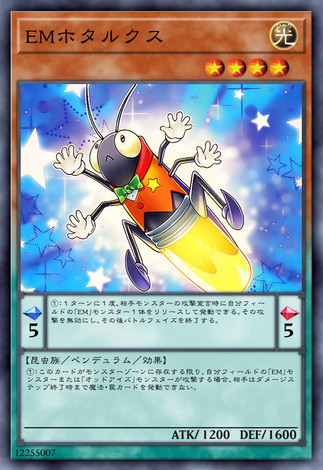 EMホタルクス
光
5
①:1ターンに1度、相手モンスターの攻撃宣言時に自分フィー
ルドの「EM」モンスター1体をリリースして発動できる。その攻
撃を無効にし、その後バトルフェイズを終了する。
5
【昆虫族/ペンデュラム/効果】
①:このカードがモンスターゾーンに存在する限り、自分フィールドの「EM」モ
ンスターまたは「オッドアイズ」モンスターが攻撃する場合、相手はダメージス
テップ終了時まで魔法・罠カードを発動できない。
ATK/1200 DEF/1600
12255007